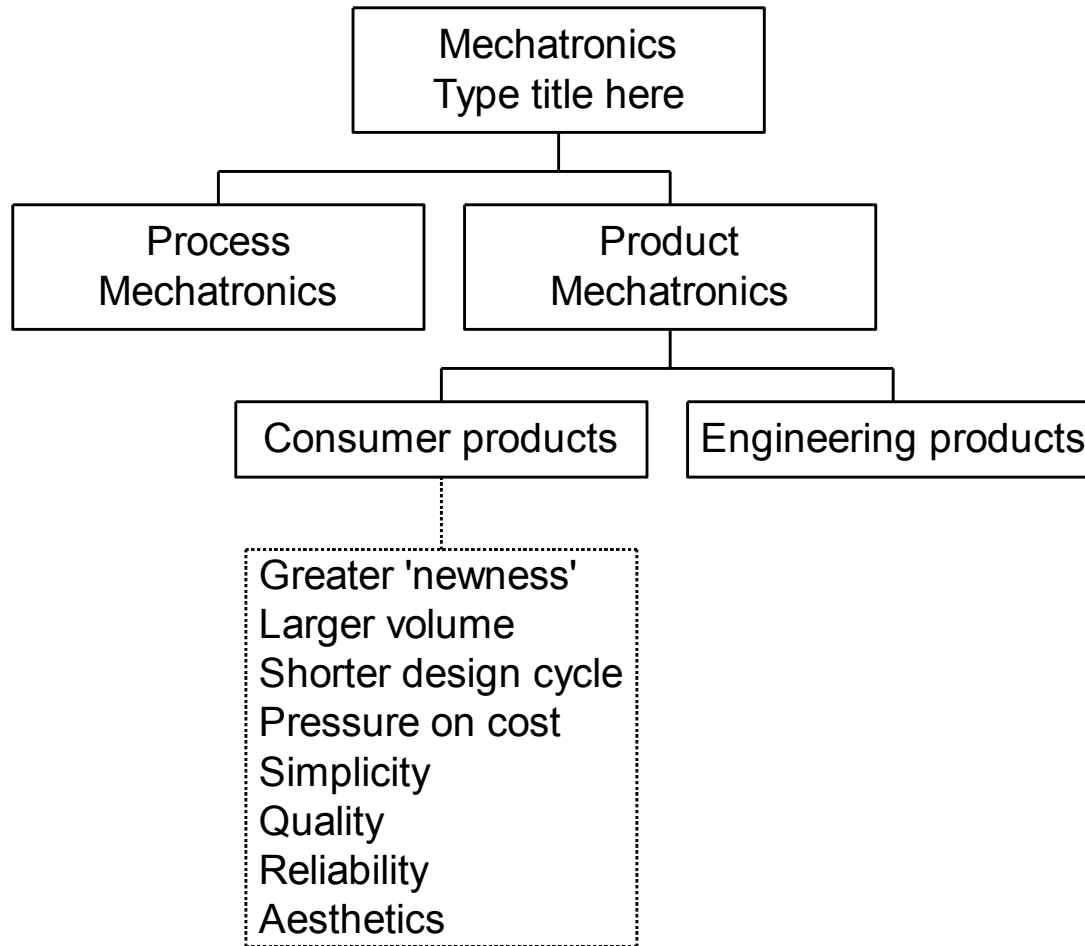 Mechatronics
Type title here
Process
Mechatronics
Product
Mechatronics
Consumer products
Engineering products
Greater 'newness'
Larger volume
Shorter design cycle
Pressure on cost
Simplicity
Quality
Reliability
Aesthetics